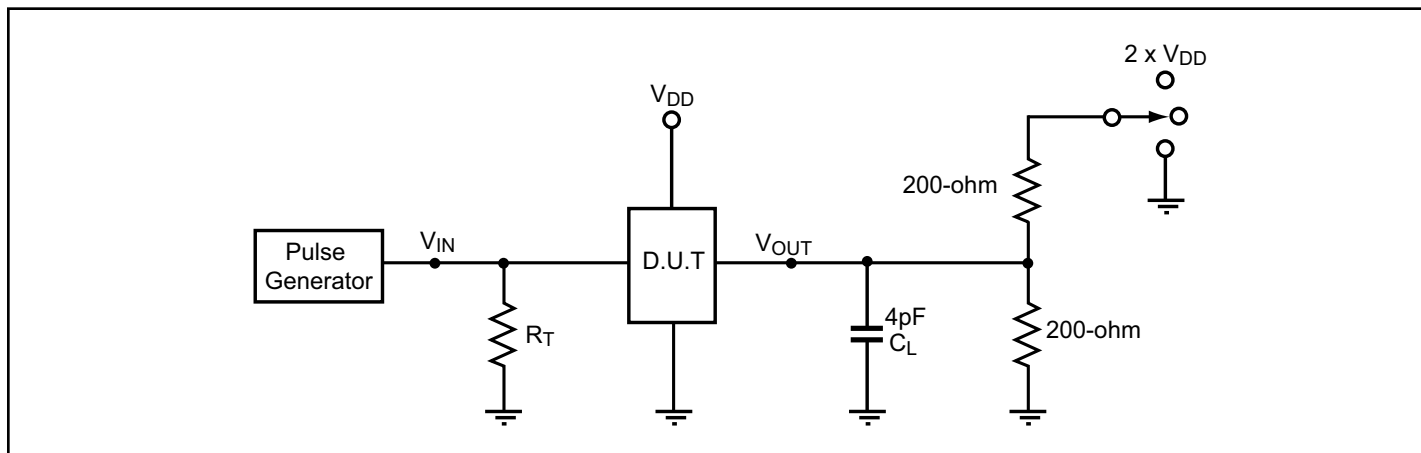 2 x VDD
VDD
200-ohm
Pulse
Generator
VIN
D.U.T
VOUT
RT
4pF
CL
200-ohm